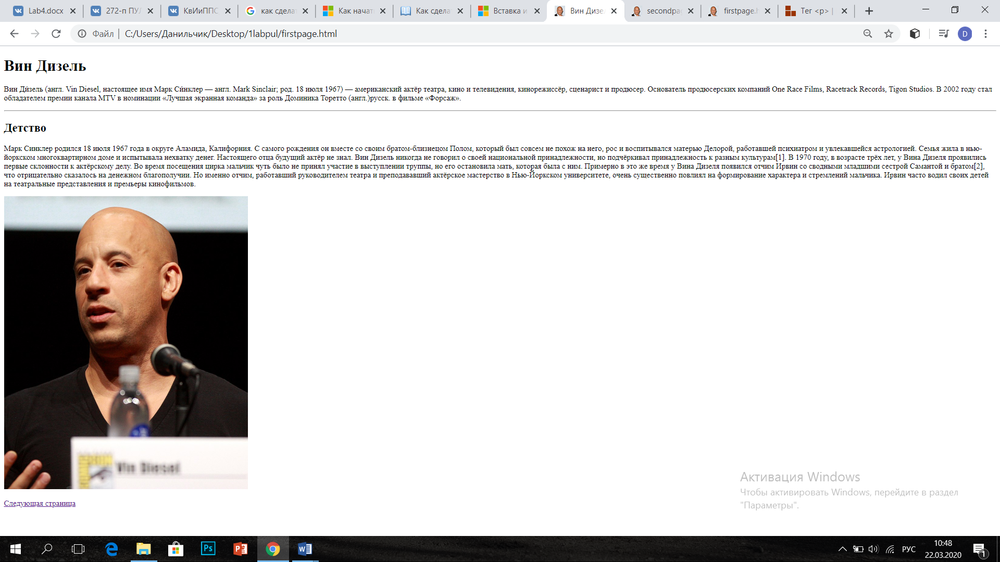 Lab4.docx
272-п ПУЛ
КвИиППС
как сделат
Как начат
Как сдела
Вставка и
Вин Дизе
secondpa
firstpage.h
Тег <p> |
Файл | C:/Users/Данильчик/Desktop/1labpul/firstpage.html
D
Вин Дизель
Вин Ди́зель (англ. Vin Diesel, настоящее имя Марк Си́нклер — англ. Mark Sinclair; род. 18 июля 1967) — американский актёр театра, кино и телевидения, кинорежиссёр, сценарист и продюсер. Основатель продюсерских компаний One Race Films, Racetrack Records, Tigon Studios. В 2002 году стал
обладателем премии канала MTV в номинации «Лучшая экранная команда» за роль Доминика Торетто (англ.)русск. в фильме «Форсаж».
Детство
Марк Синклер родился 18 июля 1967 года в округе Аламида, Калифорния. С самого рождения он вместе со своим братом-близнецом Полом, который был совсем не похож на него, рос и воспитывался матерью Делорой, работавшей психиатром и увлекавшейся астрологией. Семья жила в нью-
йоркском многоквартирном доме и испытывала нехватку денег. Настоящего отца будущий актёр не знал. Вин Дизель никогда не говорил о своей национальной принадлежности, но подчёркивал принадлежность к разным культурам[1]. В 1970 году, в возрасте трёх лет, у Вина Дизеля проявились
первые склонности к актёрскому делу. Во время посещения цирка мальчик чуть было не принял участие в выступлении труппы, но его остановила мать, которая была с ним. Примерно в это же время у Вина Дизеля появился отчим Ирвин со сводными младшими сестрой Самантой и братом[2],
что отрицательно сказалось на денежном благополучии. Но именно отчим, работавший руководителем театра и преподававший актёрское мастерство в Нью-Йоркском университете, очень существенно повлиял на формирование характера и стремлений мальчика. Ирвин часто водил своих детей
на театральные представления и премьеры кинофильмов.
Vin Diesel
Следующая страница
Активация Windows
Чтобы активировать Windows, перейдите в раздел
"Параметры".
Ps
РУС
10:48
22.03.2020
1